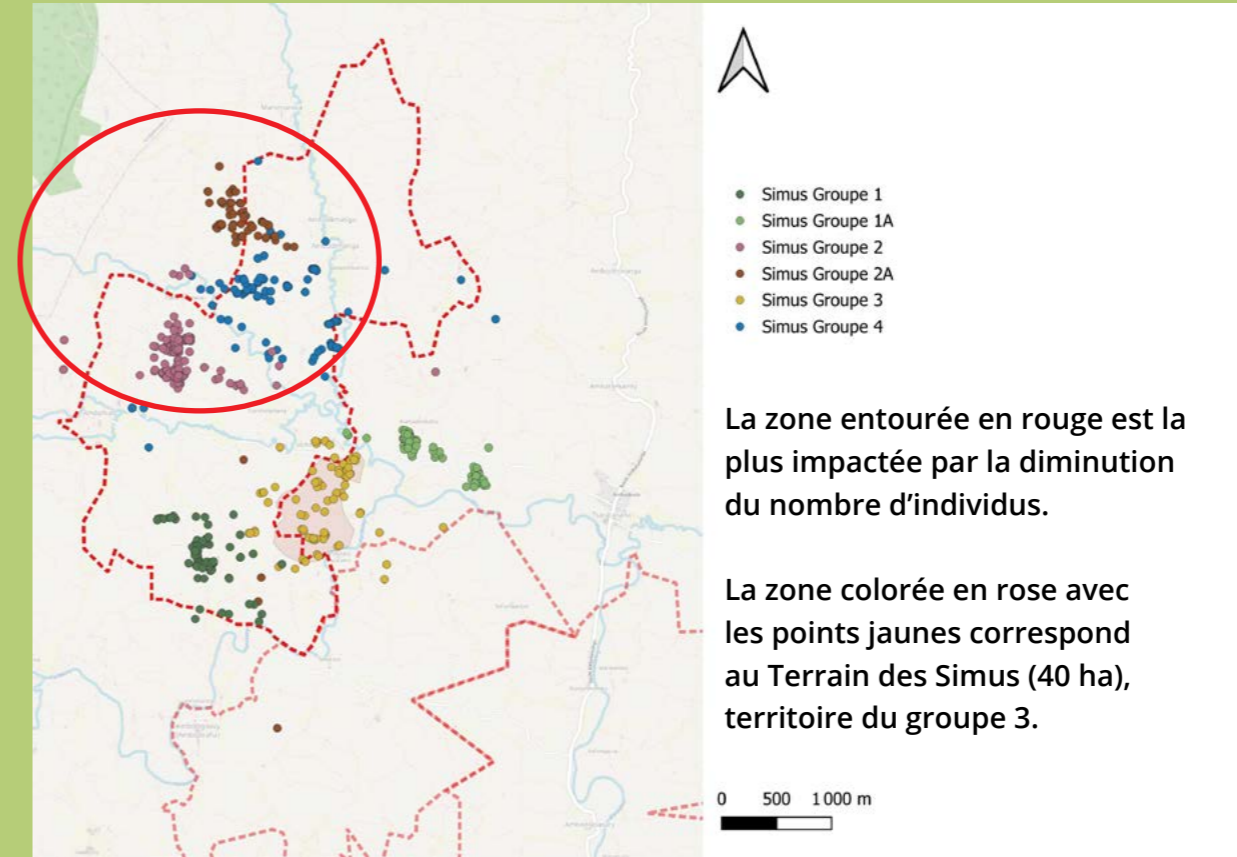 Simus Groupe 1
Simus Groupe 1A
Simus Groupe 2
Simus Groupe 2A
Simus Groupe 3
Simus Groupe 4
La zone entourée en rouge est la
plus impactée par la diminution
du nombre d’individus.
La zone colorée en rose avec
les points jaunes correspond
au Terrain des Simus (40 ha),
territoire du groupe 3.
0 500 1 000 m